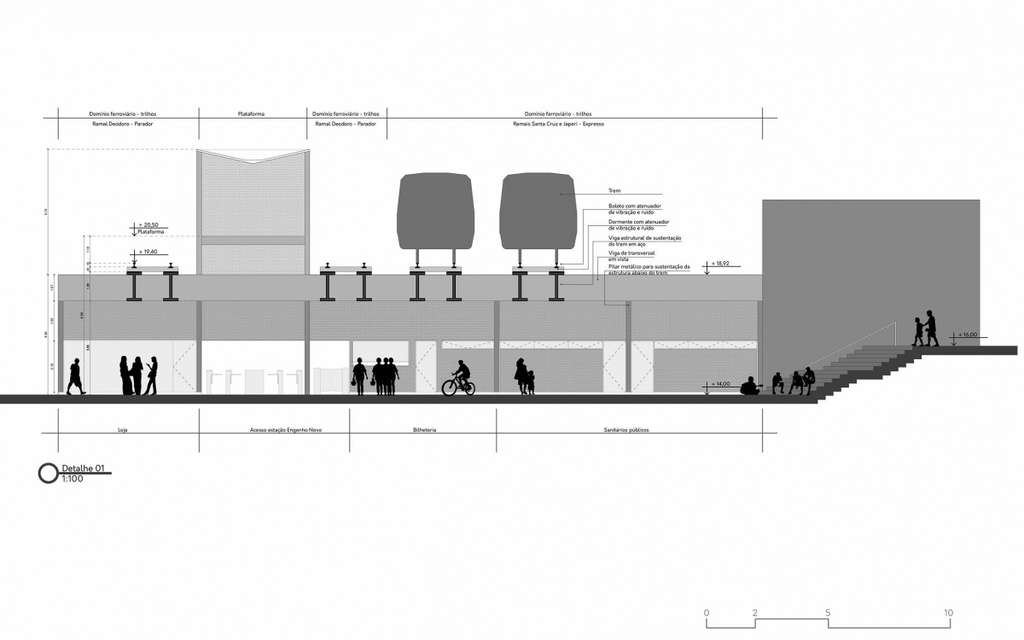 Domínio ferroviário - trilhos
Plataforma
Domínio ferroviário - trilhos
Domínio ferroviário - trilhos
Ramal Deodoro - Parador
Ramal Deodoro - Parador
Ramais Santa Cruz e Japeri - Expresso
Trem
Balato com atenuador
de vibração e ruído
Dormente com atenuador
de vibração e ruído
Viga estrutural de sustentação
do trem em aço
Viga de transversal
em vista
Pilar metálico para sustentação da
estrutura abaixo do trem
+ 20,50
Plataforma
+ 19,40
+ 18,92
+ 16,00
+ 14,00
Loja
Acesso estação Engenho Novo
Bilheteria
Sanitários públicos
Detalhe 01
1:100
0 2 5 10